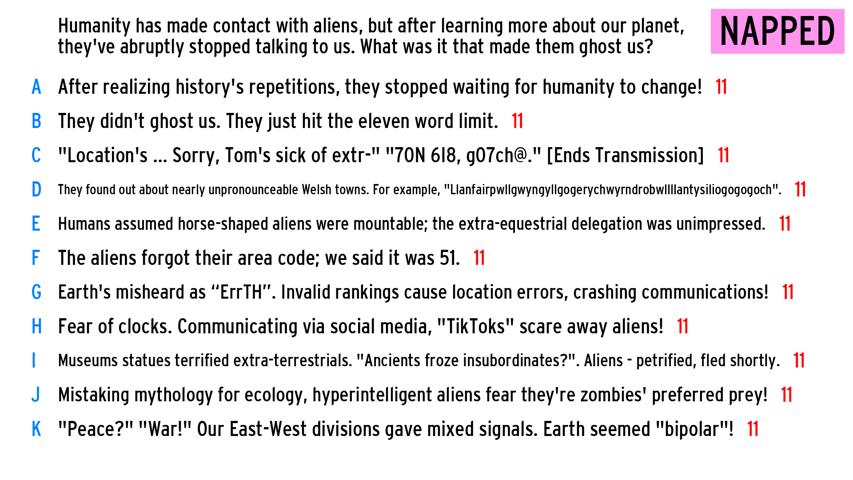 Humanity has made contact with aliens, but after learning more about our planet,
they've abruptly stopped talking to us. What was it that made them ghost us?
NAPPED
A After realizing history's repetitions, they stopped waiting for humanity to change! 11
B They didn't ghost us. They just hit the eleven word limit. 11
C "Location's ... Sorry, Tom's sick of extr-" "70N 6I8, g07ch@." [Ends Transmission] 11
D They found out about nearly unpronounceable Welsh towns. For example, "Llanfairpwllgwyngyllgogerychwyrndrobwllllantysiliogogogoch". 11
E Humans assumed horse-shaped aliens were mountable; the extra-equestrial delegation was unimpressed. 11
F The aliens forgot their area code; we said it was 51. 11
G Earth's misheard as “ErrTH”. Invalid rankings cause location errors, crashing communications! 11
H Fear of clocks. Communicating via social media, "TikToks" scare away aliens! 11
I Museums statues terrified extra-terrestrials. "Ancients froze insubordinates?". Aliens - petrified, fled shortly. 11
J Mistaking mythology for ecology, hyperintelligent aliens fear they're zombies' preferred prey! 11
K "Peace?" "War!" Our East-West divisions gave mixed signals. Earth seemed "bipolar"! 11